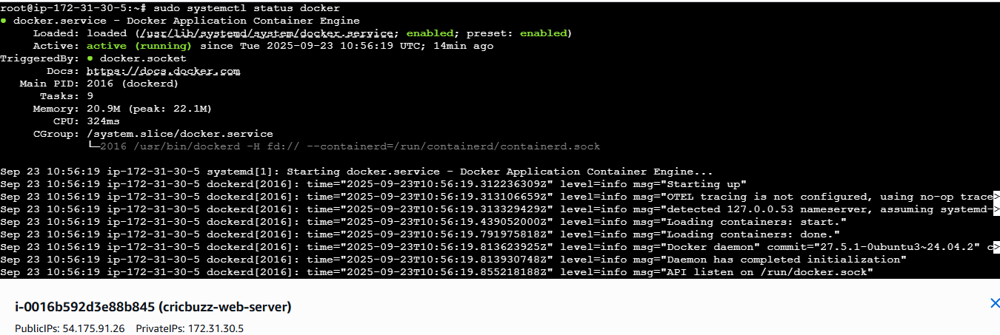 root@ip-172-31-30-5:~# sudo systemctl status docker
● docker.service - Docker Application Container Engine
     Loaded: loaded (/usr/lib/systemd/system/docker.service; enabled; preset: enabled)
     Active: active (running) since Tue 2025-09-23 10:56:19 UTC; 14min ago
TriggeredBy: ● docker.socket
       Docs: https://docs.docker.com
   Main PID: 2016 (dockerd)
      Tasks: 9
     Memory: 20.9M (peak: 22.1M)
        CPU: 324ms
     CGroup: /system.slice/docker.service
             └─2016 /usr/bin/dockerd -H fd:// --containerd=/run/containerd/containerd.sock
Sep 23 10:56:19 ip-172-31-30-5 systemd[1]: Starting docker.service - Docker Application Container Engine...
Sep 23 10:56:19 ip-172-31-30-5 dockerd[2016]: time="2025-09-23T10:56:19.312236309Z" level=info msg="Starting up"
Sep 23 10:56:19 ip-172-31-30-5 dockerd[2016]: time="2025-09-23T10:56:19.313106659Z" level=info msg="OTEL tracing is not configured, using no-op trace>
Sep 23 10:56:19 ip-172-31-30-5 dockerd[2016]: time="2025-09-23T10:56:19.313329429Z" level=info msg="detected 127.0.0.53 nameserver, assuming systemd->
Sep 23 10:56:19 ip-172-31-30-5 dockerd[2016]: time="2025-09-23T10:56:19.439052000Z" level=info msg="Loading containers: start."
Sep 23 10:56:19 ip-172-31-30-5 dockerd[2016]: time="2025-09-23T10:56:19.791975818Z" level=info msg="Loading containers: done."
Sep 23 10:56:19 ip-172-31-30-5 dockerd[2016]: time="2025-09-23T10:56:19.813623925Z" level=info msg="Docker daemon" commit="27.5.1-0ubuntu3~24.04.2" c>
Sep 23 10:56:19 ip-172-31-30-5 dockerd[2016]: time="2025-09-23T10:56:19.813930748Z" level=info msg="Daemon has completed initialization"
Sep 23 10:56:19 ip-172-31-30-5 dockerd[2016]: time="2025-09-23T10:56:19.855218188Z" level=info msg="API listen on /run/docker.sock"
i-0016b592d3e88b845 (cricbuzz-web-server)
PublicIPs: 54.175.91.26 PrivateIPs: 172.31.30.5